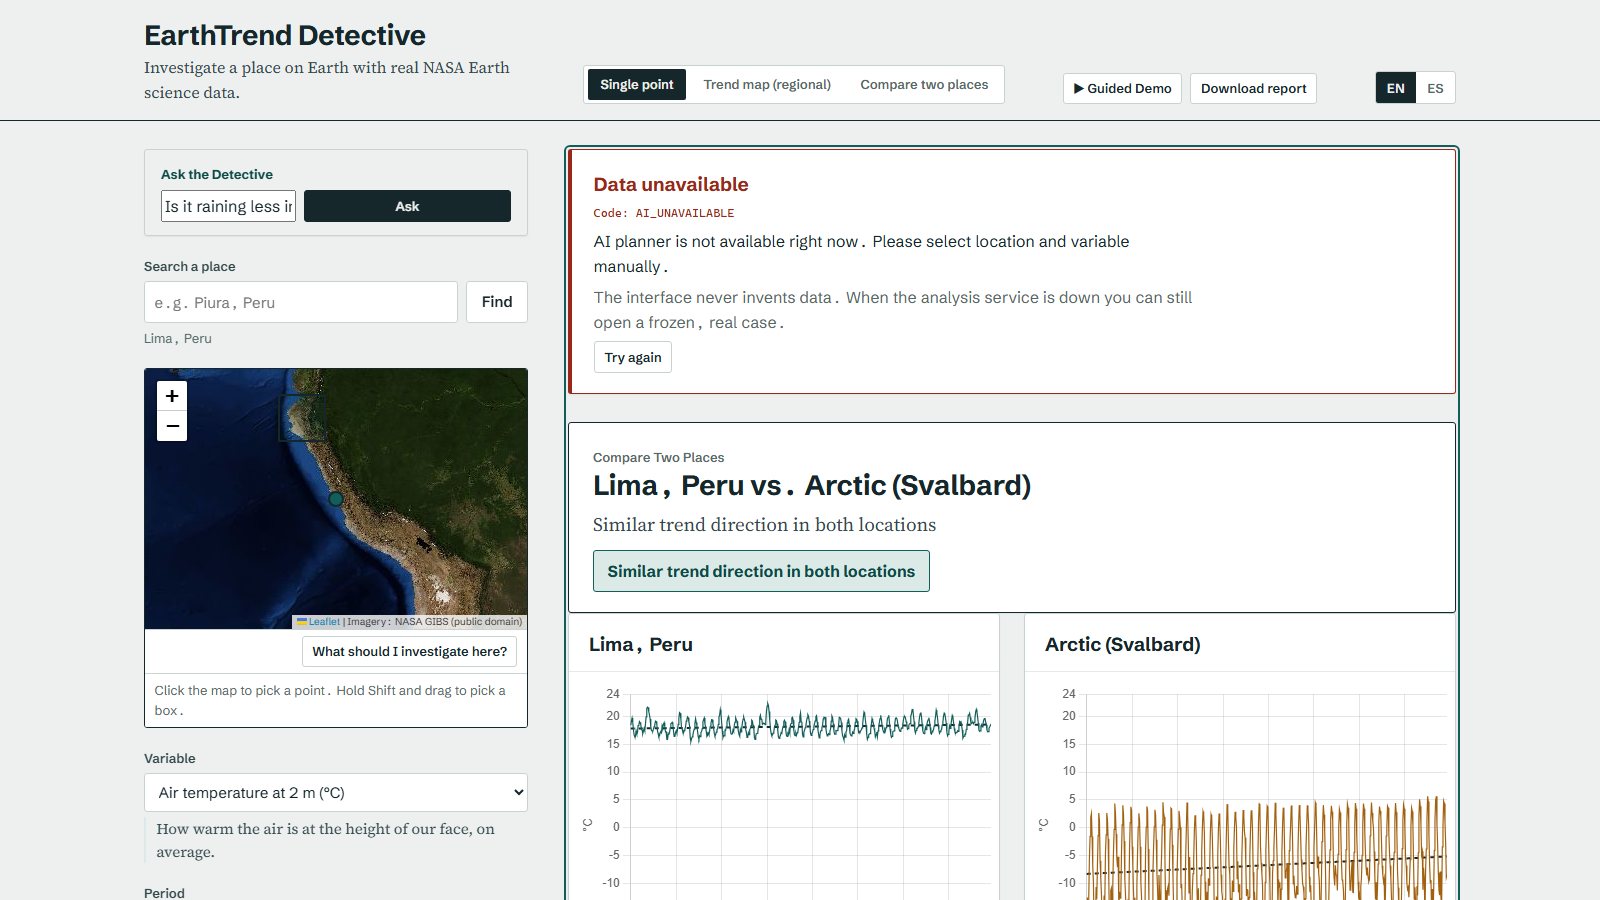 EarthTrend Detective
Investigate a place on Earth with real NASA Earth
science data.
Single point
Trend map (regional)
Compare two places
▶ Guided Demo
Download report
EN
ES
Ask the Detective
Is it raining less i
Ask
Search a place
e.g. Piura, Peru
Find
Lima, Peru
+
−
Leaflet | Imagery: NASA GIBS (public domain)
What should I investigate here?
Click the map to pick a point. Hold Shift and drag to pick a
box.
Variable
Air temperature at 2 m (°C)
How warm the air is at the height of our face, on
average.
Period
Data unavailable
Code: AI_UNAVAILABLE
AI planner is not available right now. Please select location and variable
manually.
The interface never invents data. When the analysis service is down you can still
open a frozen, real case.
Try again
Compare Two Places
Lima, Peru vs. Arctic (Svalbard)
Similar trend direction in both locations
Similar trend direction in both locations
Lima, Peru
24
20
15
10
5
0
-5
-10
°C
Arctic (Svalbard)
24
20
15
10
5
0
-5
-10
°C